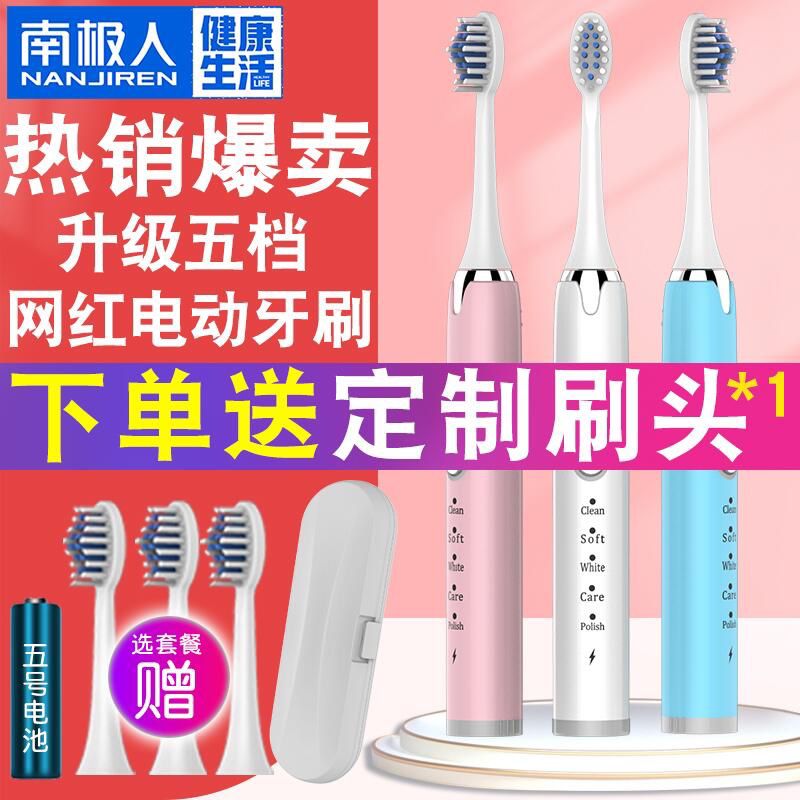 南极人
NANJIREN
健康
生活
HEALTHY
LIFE
热销爆卖
升级五档
网红电动牙刷
下单送定制刷头*1
Clean
Soft
White
Care
Polish
Clean
Soft
White
Care
Polish
Clean
Soft
White
Care
Polish
选套餐
赠
五号电池